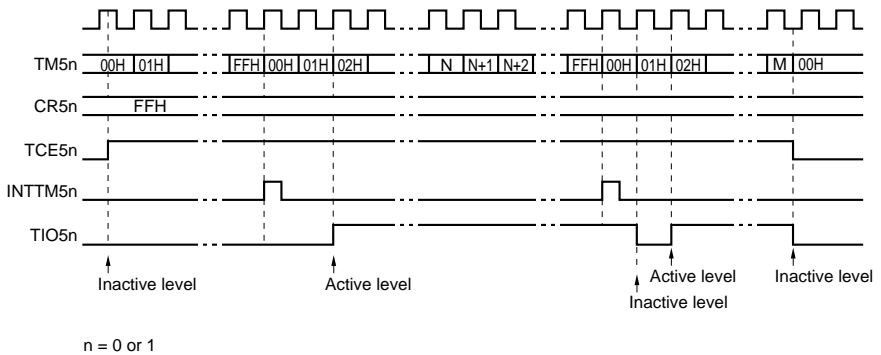 TM5n 00H 01H FFH 00H 01H 02H N N+1 N+2 FFH 00H 01H 02H M 00H
CR5n FFH
TCE5n
INTTM5n
TIO5n
Inactive level Active level Active level Inactive level
Inactive level
n = 0 or 1